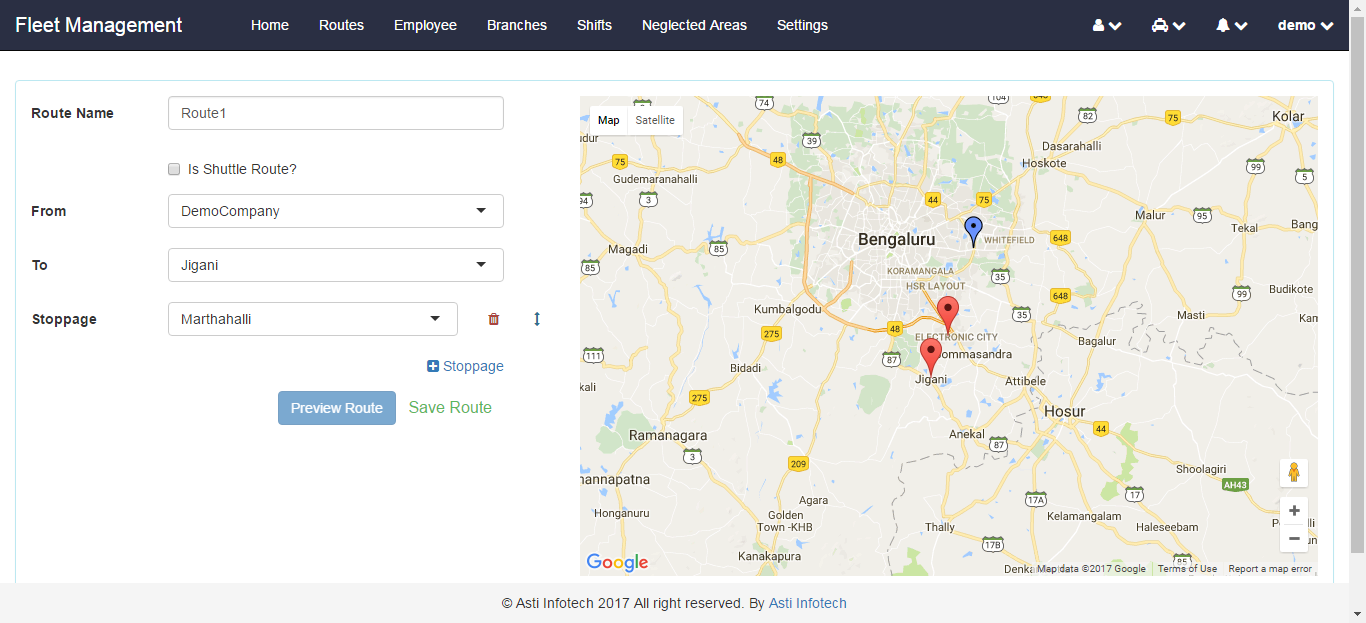 Fleet Management Home Routes Employee Branches Shifts Neglected Areas Settings demo
Route Name Route1
Is Shuttle Route?
From DemoCompany
To Jigani
Stoppage Marthahalli
Stoppage
Preview Route Save Route
Map Satellite
74
104
648
82
75
Kolar
dur
39
Dasarahalli
75
48
Hoskote
99
5
Gudemaranahalli
94
3
44
75
Malur
95
Bang
Tekal
Bengaluru
WHITEFIELD
648
Magadi
85
85
KORAMANGALA
35
HSR LAYOUT
648
99
Budikote
Kumbalgodu
35
Masti
Kam
48
275
ELECTRONIC CITY
Bagalur
111
87
ommasandra
Bidadi
Jigani
Attibele
kali
275
Hosur
44
Ramanagara
Anekal
87
3
209
Shoolagiri
nannapatna
AH43
Agara
17A
17
Honganuru
Golden
Town -KHB
Kelamangalam
Thally
Haleseebam
17B
Kanakapura
85
Google
Denka
Map data ©2017 Google Terms of Use Report a map error
© Asti Infotech 2017 All right reserved. By Asti Infotech